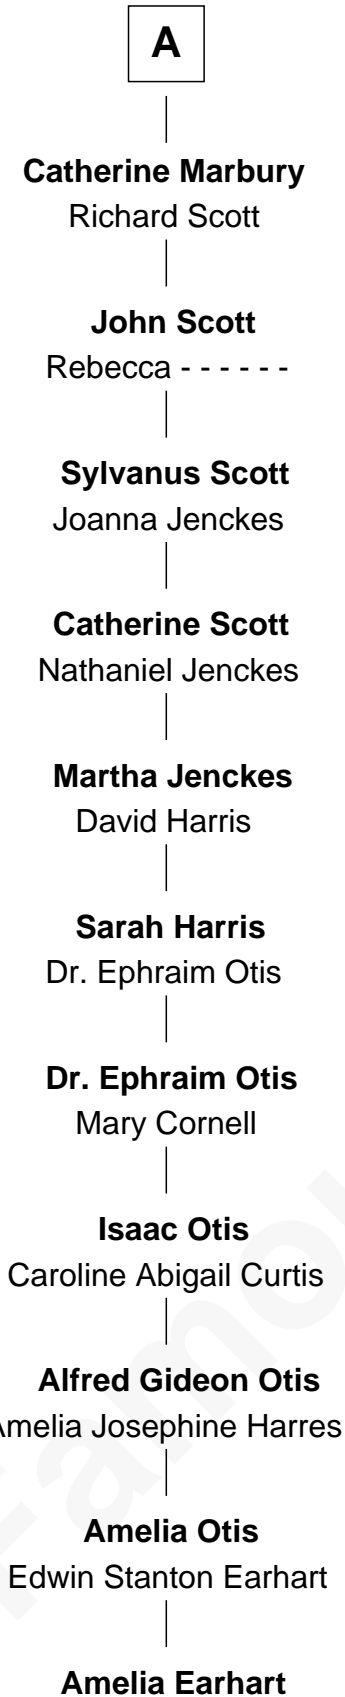 A
Catherine Marbury
Richard Scott
John Scott
Rebecca - - - - - -
Sylvanus Scott
Joanna Jenckes
Catherine Scott
Nathaniel Jenckes
Martha Jenckes
David Harris
Sarah Harris
Dr. Ephraim Otis
Dr. Ephraim Otis
Mary Cornell
Isaac Otis
Caroline Abigail Curtis
Alfred Gideon Otis
Amelia Josephine Harres
Amelia Otis
Edwin Stanton Earhart
Amelia Earhart